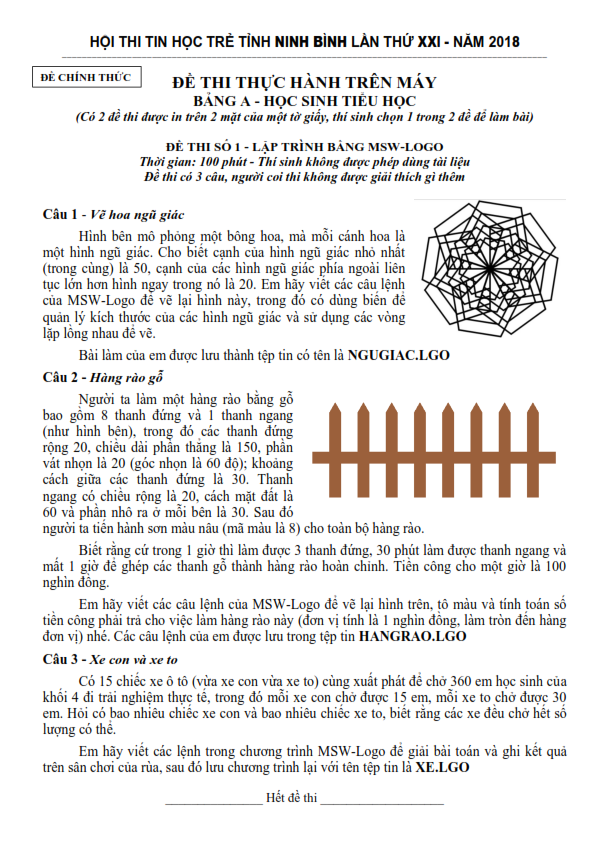 HỘI THI TIN HỌC TRẺ TỈNH NINH BÌNH LẦN THỨ XXI - NĂM 2018
ĐỀ CHÍNH THỨC
ĐỀ THI THỰC HÀNH TRÊN MÁY
BẢNG A - HỌC SINH TIỂU HỌC
(Có 2 đề thi được in trên 2 mặt của một tờ giấy, thí sinh chọn 1 trong 2 đề để làm bài)
ĐỀ THI SỐ 1 - LẬP TRÌNH BẰNG MSW-LOGO
Thời gian: 100 phút - Thí sinh không được phép dùng tài liệu
Đề thi có 3 câu, người coi thi không được giải thích gì thêm
Câu 1 - Vẽ hoa ngũ giác
Hình bên mô phỏng một bông hoa, mà mỗi cánh hoa là
một hình ngũ giác. Cho biết cạnh của hình ngũ giác nhỏ nhất
(trong cùng) là 50, cạnh của các hình ngũ giác phía ngoài liên
tục lớn hơn hình ngay trong nó là 20. Em hãy viết các câu lệnh
của MSW-Logo để vẽ lại hình này, trong đó có dùng biến để
quản lý kích thước của các hình ngũ giác và sử dụng các vòng
lặp lồng nhau để vẽ.
Bài làm của em được lưu thành tệp tin có tên là NGUGIAC.LGO
Câu 2 - Hàng rào gỗ
Người ta làm một hàng rào bằng gỗ
bao gồm 8 thanh đứng và 1 thanh ngang
(như hình bên), trong đó các thanh đứng
rộng 20, chiều dài phần thẳng là 150, phần
vát nhọn là 20 (góc nhọn là 60 độ); khoảng
cách giữa các thanh đứng là 30. Thanh
ngang có chiều rộng là 20, cách mặt đất là
60 và phần nhô ra ở mỗi bên là 30. Sau đó
người ta tiến hành sơn màu nâu (mã màu là 8) cho toàn bộ hàng rào.
Biết rằng cứ trong 1 giờ thì làm được 3 thanh đứng, 30 phút làm được thanh ngang và
mất 1 giờ để ghép các thanh gỗ thành hàng rào hoàn chỉnh. Tiền công cho một giờ là 100
nghìn đồng.
Em hãy viết các câu lệnh của MSW-Logo để vẽ lại hình trên, tô màu và tính toán số
tiền công phải trả cho việc làm hàng rào này (đơn vị tính là 1 nghìn đồng, làm tròn đến hàng
đơn vị) nhé. Các câu lệnh của em được lưu trong tệp tin HANGRAO.LGO
Câu 3 - Xe con và xe to
Có 15 chiếc xe ô tô (vừa xe con vừa xe to) cùng xuất phát để chở 360 em học sinh của
khối 4 đi trải nghiệm thực tế, trong đó mỗi xe con chở được 15 em, mỗi xe to chở được 30
em. Hỏi có bao nhiêu chiếc xe con và bao nhiêu chiếc xe to, biết rằng các xe đều chở hết số
lượng có thể.
Em hãy viết các lệnh trong chương trình MSW-Logo để giải bài toán và ghi kết quả
trên sân chơi của rùa, sau đó lưu chương trình lại với tên tệp tin là XE.LGO
Hết đề thi